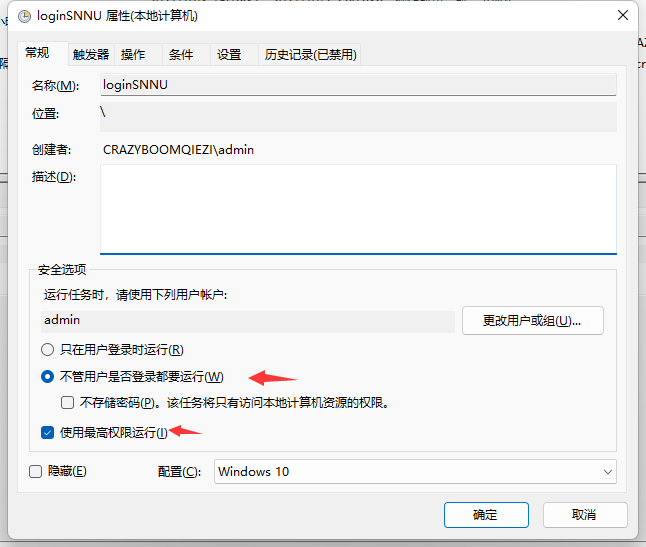 loginSNNU 属性(本地计算机)
常规 触发器 操作 条件 设置 历史记录(已禁用)
名称(M): loginSNNU
位置: \
创建者: CRAZYBOOMQIEZI\admin
描述(D):
安全选项
运行任务时，请使用下列用户帐户:
admin 更改用户或组(U)...
只在用户登录时运行(R)
不管用户是否登录都要运行(W)
不存储密码(P)。该任务将只有访问本地计算机资源的权限。
使用最高权限运行(I)
隐藏(E) 配置(C): Windows 10
确定 取消